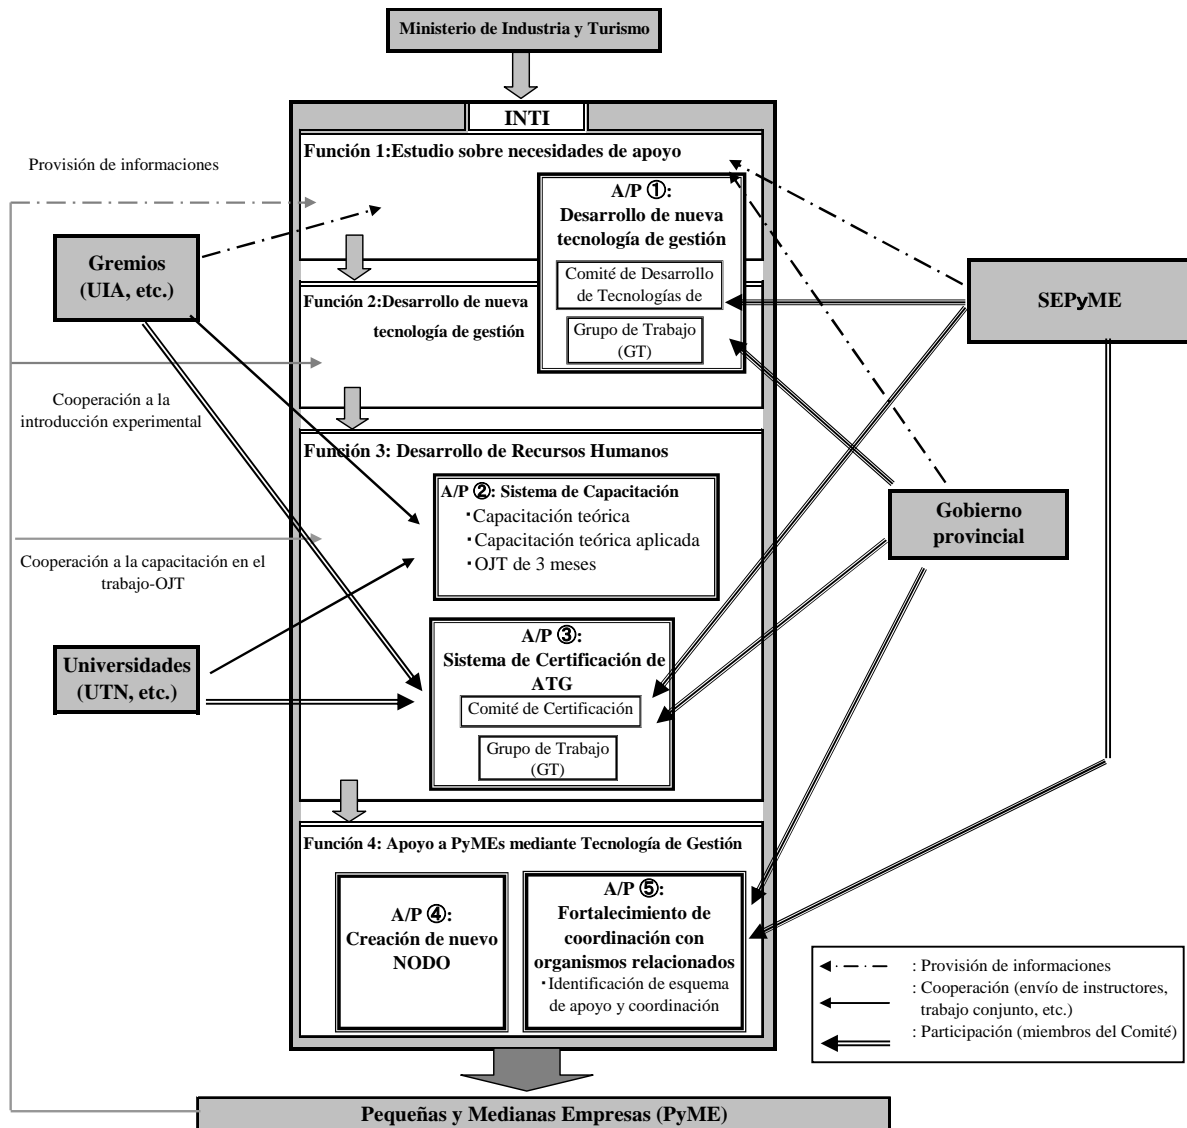 Ministerio de Industria y Turismo
INTI
Función 1:Estudio sobre necesidades de apoyo
Provisión de informaciones
A/P ①:
Desarrollo de nueva
tecnología de gestión
Comité de Desarrollo
de Tecnologías de
Grupo de Trabajo
(GT)
Gremios
(UIA, etc.)
SEPyME
Función 2:Desarrollo de nueva
tecnología de gestión
Cooperación a la
introducción experimental
Función 3: Desarrollo de Recursos Humanos
A/P ②: Sistema de Capacitación
・Capacitación teórica
・Capacitación teórica aplicada
・OJT de 3 meses
Gobierno
provincial
Cooperación a la capacitación en el
trabajo-OJT
A/P ③:
Sistema de Certificación de
ATG
Comité de Certificación
Grupo de Trabajo
(GT)
Universidades
(UTN, etc.)
Función 4: Apoyo a PyMEs mediante Tecnología de Gestión
A/P ④:
Creación de nuevo
NODO
A/P ⑤:
Fortalecimiento de
coordinación con
organismos relacionados
・Identificación de esquema
de apoyo y coordinación
: Provisión de informaciones
: Cooperación (envío de instructores,
trabajo conjunto, etc.)
: Participación (miembros del Comité)
Pequeñas y Medianas Empresas (PyME)